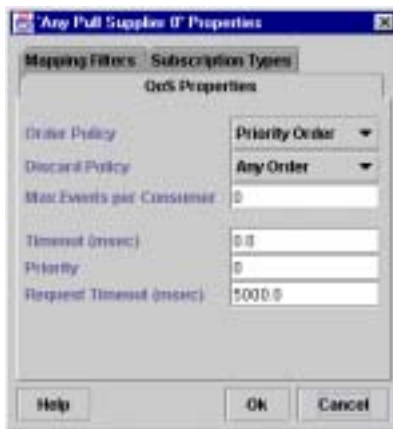 'Any Pull Supplier 0' Properties
Mapping Filters Subscription Types
QoS Properties
Order Policy Priority Order
Discard Policy Any Order
Max Events per Consumer 0
Timeout (msec) 0.0
Priority 0
Request Timeout (msec) 5000.0
Help Ok Cancel